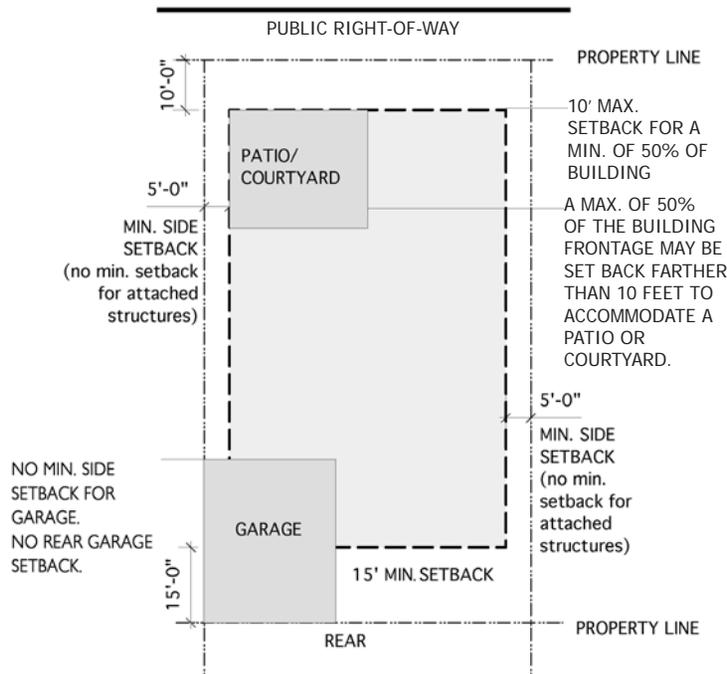 PUBLIC RIGHT-OF-WAY
PROPERTY LINE
10'-0"
10' MAX.
SETBACK FOR A
MIN. OF 50% OF
BUILDING
PATIO/
COURTYARD
5'-0"
MIN. SIDE
SETBACK
(no min. setback
for attached
structures)
A MAX. OF 50%
OF THE BUILDING
FRONTAGE MAY BE
SET BACK FARTHER
THAN 10 FEET TO
ACCOMMODATE A
PATIO OR
COURTYARD.
5'-0"
MIN. SIDE
SETBACK
(no min.
setback for
attached
structures)
NO MIN. SIDE
SETBACK FOR
GARAGE.
NO REAR GARAGE
SETBACK.
GARAGE
15'-0"
15' MIN. SETBACK
REAR
PROPERTY LINE